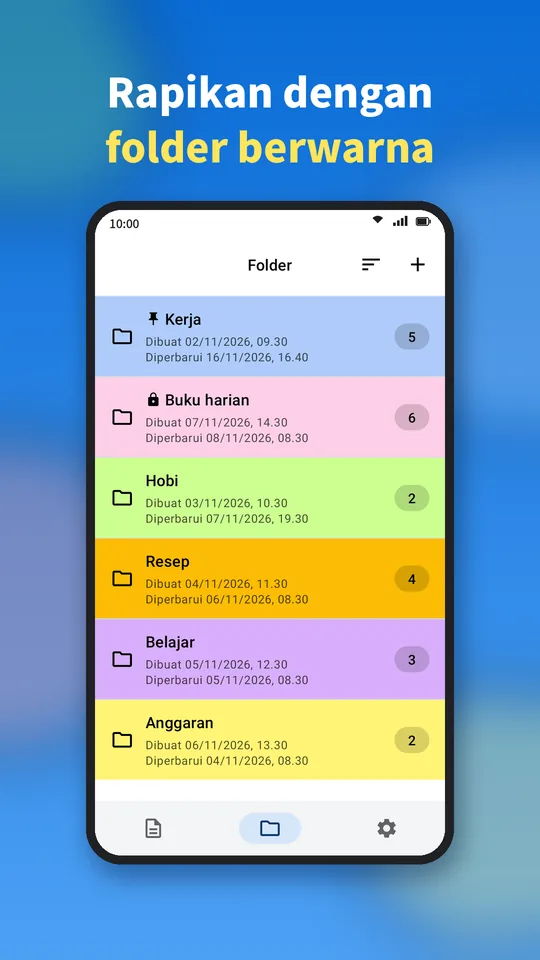 Rapikan dengan
folder berwarna
10:00
Folder
Kerja
Dibuat 02/11/2026, 09.30
Diperbarui 16/11/2026, 16.40
5
Buku harian
Dibuat 07/11/2026, 14.30
Diperbarui 08/11/2026, 08.30
6
Hobi
Dibuat 03/11/2026, 10.30
Diperbarui 07/11/2026, 19.30
2
Resep
Dibuat 04/11/2026, 11.30
Diperbarui 06/11/2026, 08.30
4
Belajar
Dibuat 05/11/2026, 12.30
Diperbarui 05/11/2026, 08.30
3
Anggaran
Dibuat 06/11/2026, 13.30
Diperbarui 04/11/2026, 08.30
2